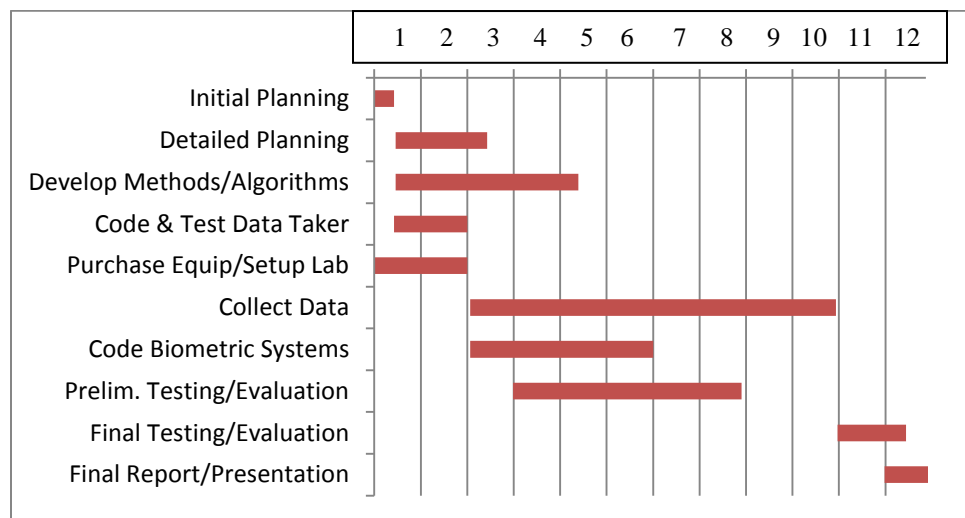 1 2 3 4 5 6 7 8 9 10 11 12
Initial Planning
Detailed Planning
Develop Methods/Algorithms
Code & Test Data Taker
Purchase Equip/Setup Lab
Collect Data
Code Biometric Systems
Prelim. Testing/Evaluation
Final Testing/Evaluation
Final Report/Presentation